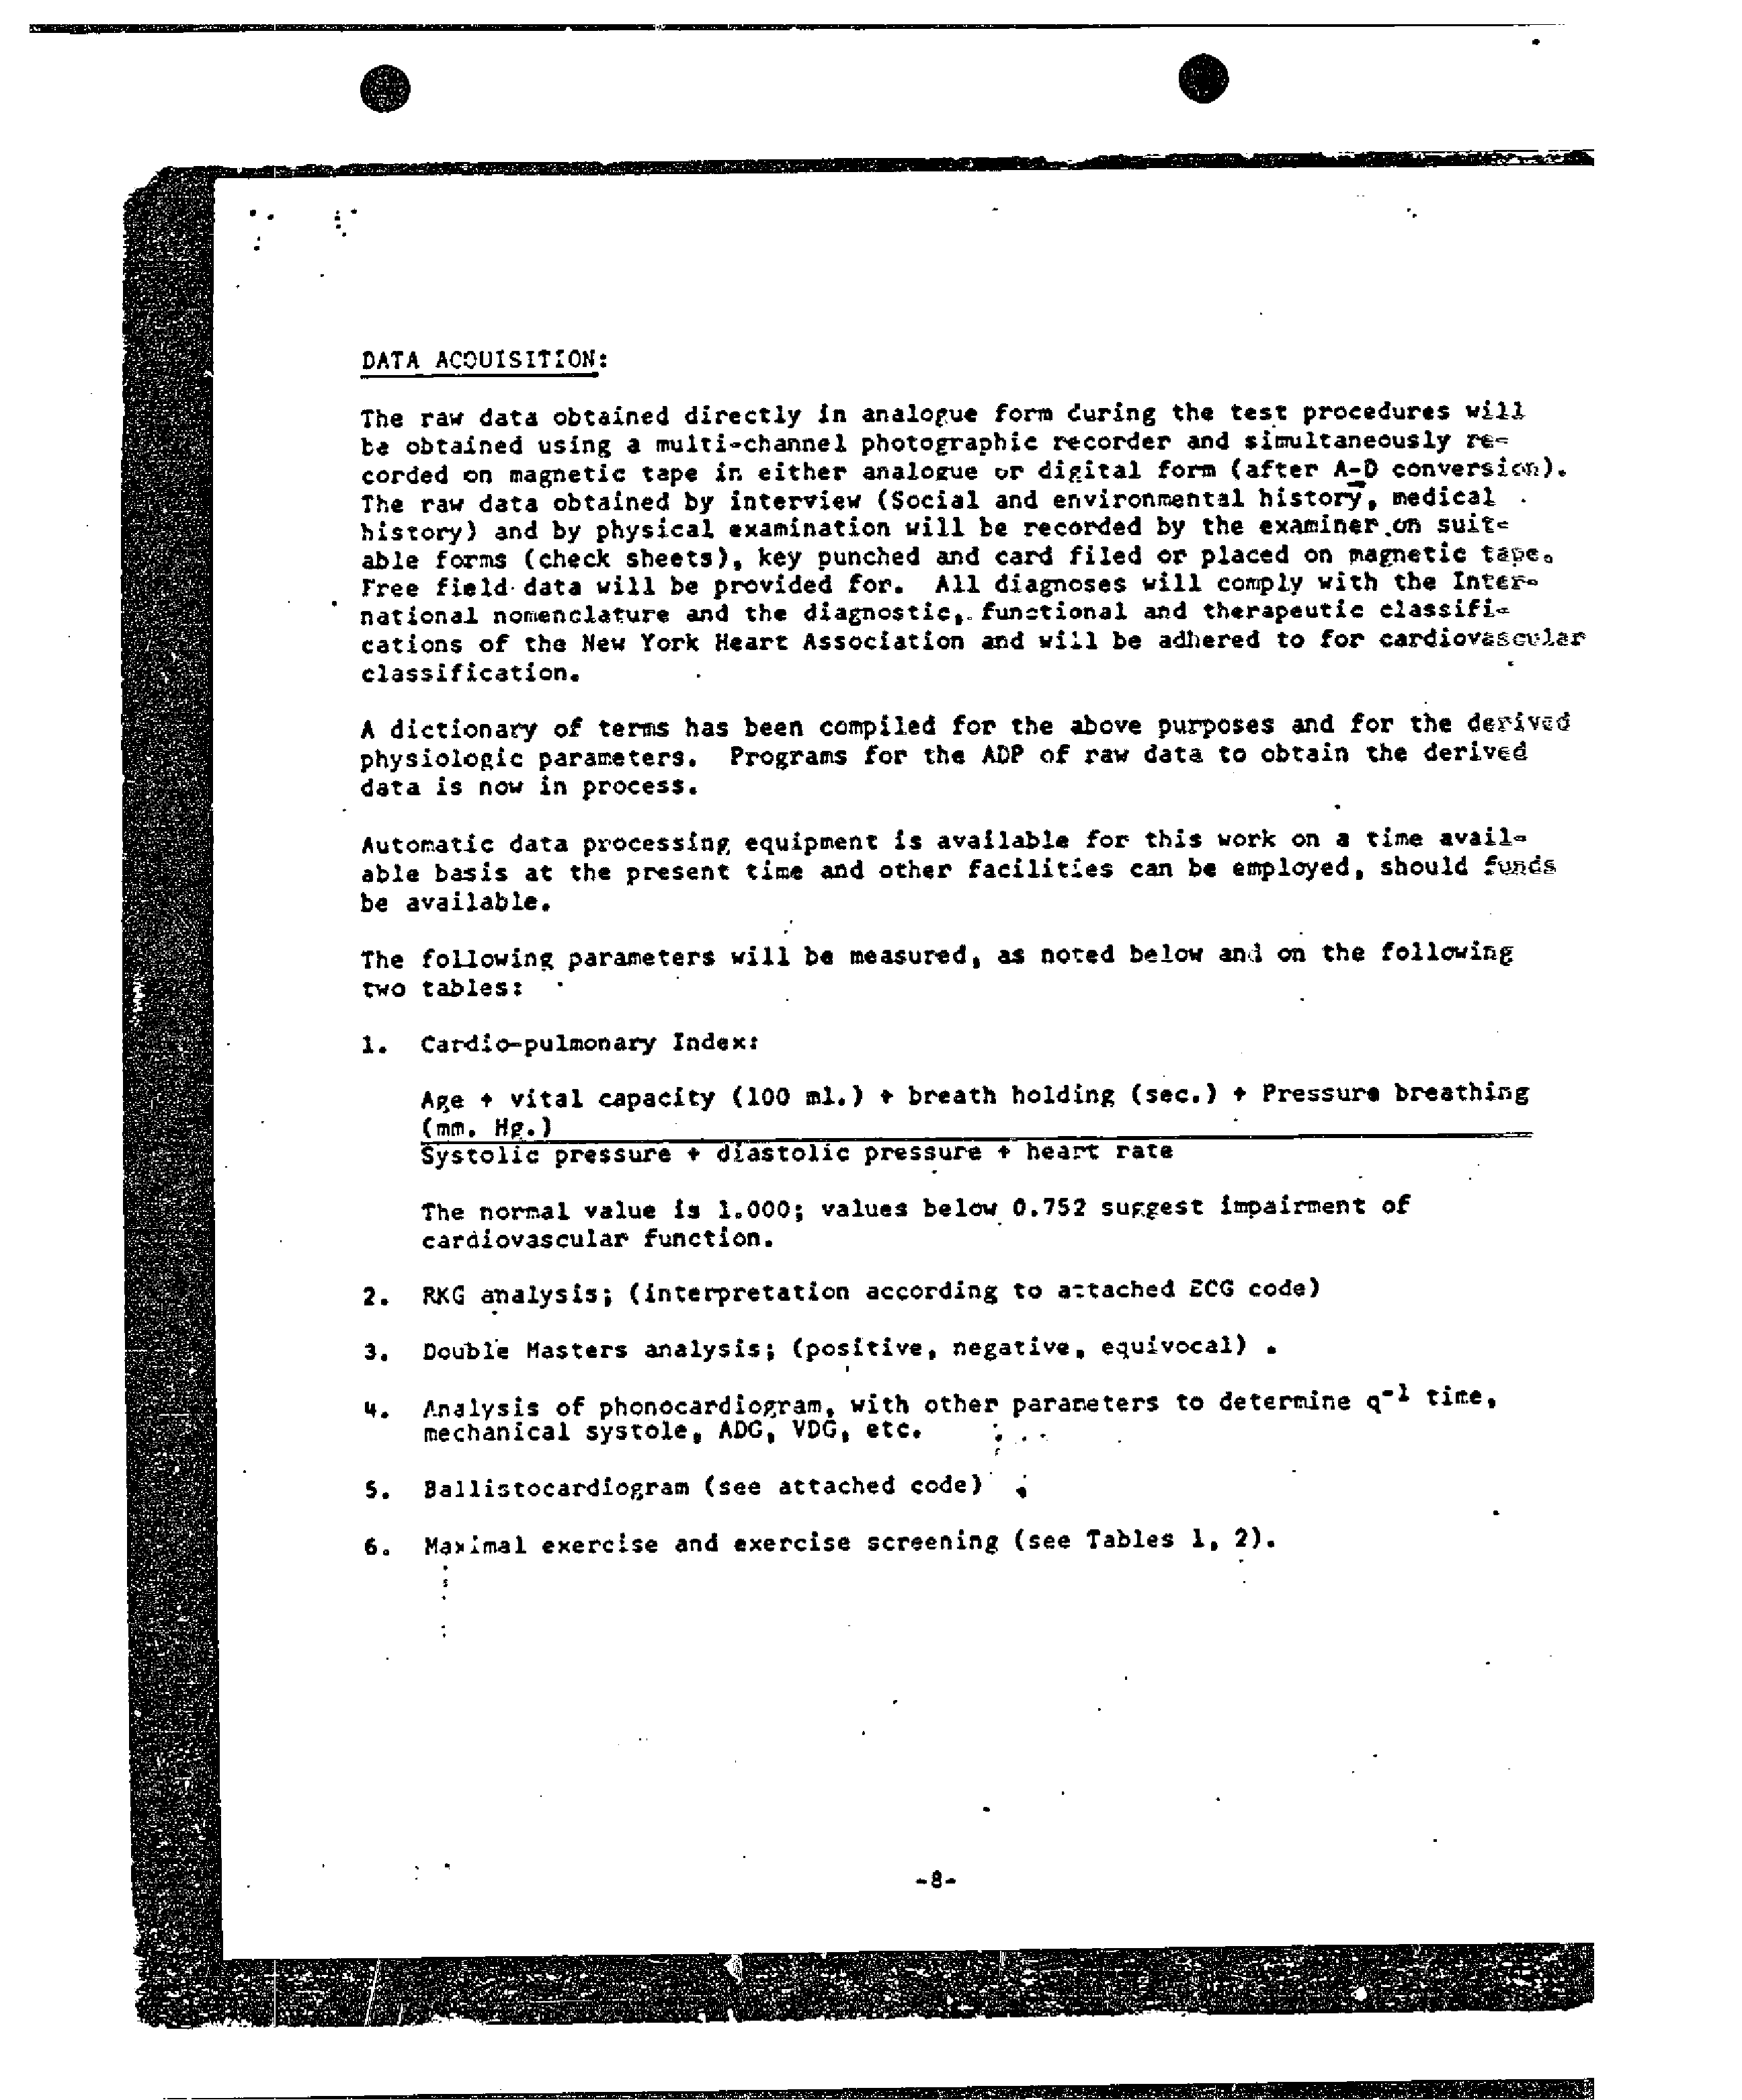 DATA ACQUISITION:
The raw data obtained directly in analogue form during the test procedures will
be obtained using a multi-channel photographic recorder and simultaneously re-
corded on magnetic tape in either analogue or digital form (after A-D conversion).
The raw data obtained by interview (Social and environmental history, medical
history) and by physical examination will be recorded by the examiner on suit-
able forms (check sheets), key punched and card filed or placed on magnetic tape.
Free field data will be provided for. All diagnoses will comply with the Inter-
national nomenclature and the diagnostic, functional and therapeutic classifi-
cations of the New York Heart Association and will be adhered to for cardiovascular
classification.
A dictionary of terms has been compiled for the above purposes and for the derived
physiologic parameters. Programs for the ADP of raw data to obtain the derived
data is now in process.
Automatic data processing equipment is available for this work on a time avail-
able basis at the present time and other facilities can be employed, should funds
be available.
The following parameters will be measured, as noted below and on the following
two tables:
1. Cardio-pulmonary Index:
Age + vital capacity (100 ml.) + breath holding (sec.) + Pressure breathing
(mm. Hg.)
Systolic pressure + diastolic pressure + heart rate
The normal value is 1.000; values below 0.752 suggest impairment of
cardiovascular function.
2. RKG analysis; (interpretation according to attached ECG code)
3. Double Masters analysis; (positive, negative, equivocal) .
4. Analysis of phonocardiogram, with other parameters to determine q-1 time,
mechanical systole, ADG, VDG, etc.
5. Ballistocardiogram (see attached code)
6. Maximal exercise and exercise screening (see Tables 1, 2).
-8-